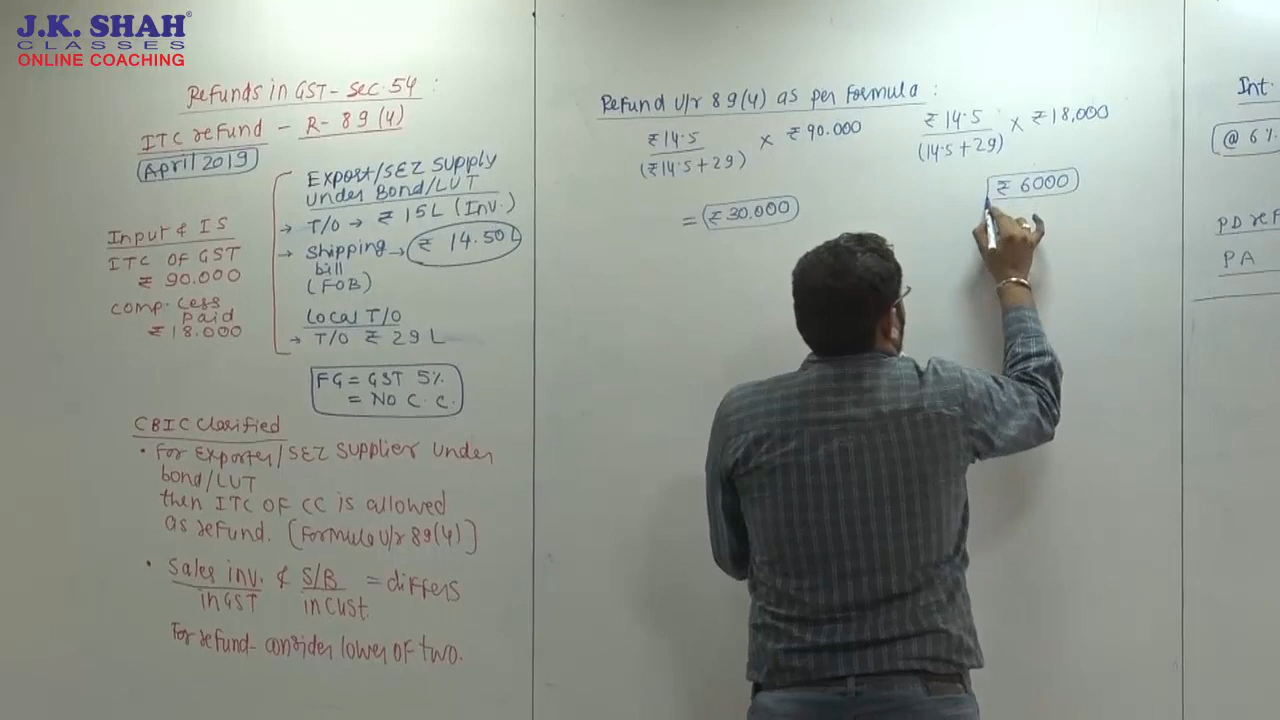 J.K. SHAH®
CLASSES
ONLINE COACHING
Refunds in GST - Sec. 54 :
ITC refund - R- 89 (4)
April 2019
Input & IS
ITC OF GST
₹ 90.000
comp. cess
paid
₹ 18.000
Export/SEZ supply
under Bond/LUT
→ T/O → ₹ 15L (Inv.)
→ Shipping → ₹ 14.50L
bill
(FOB)
Local T/O
→ T/O ₹ 29 L
FG = GST 5%
= NO C.C.
CBIC Clarified
• For Exporter/SEZ Supplier under
bond/LUT
then ITC OF CC is allowed
as refund. [Formula U/r 89(4)]
• Sales inv. & S/B = differs
in GST in Cust.
For refund- consider lower of two.
Refund U/r 89(4) as per Formula :
₹ 14.5 × ₹ 90.000
(₹ 14.5 + 29)
= ₹ 30.000
₹ 14.5 × ₹ 18,000
(14.5 + 29)
₹ 6000
Int.
@ 6%
PD ref
PA